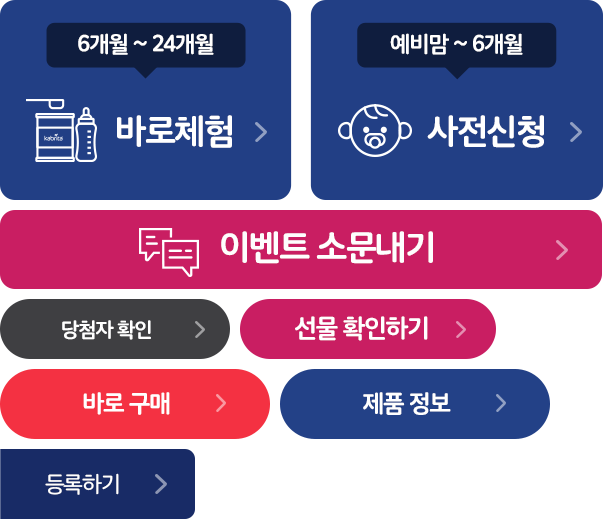 6개월 ~ 24개월
예비맘 ~ 6개월
kabrita
바로체험
사전신청
이벤트 소문내기
당첨자 확인
선물 확인하기
바로 구매
제품 정보
등록하기